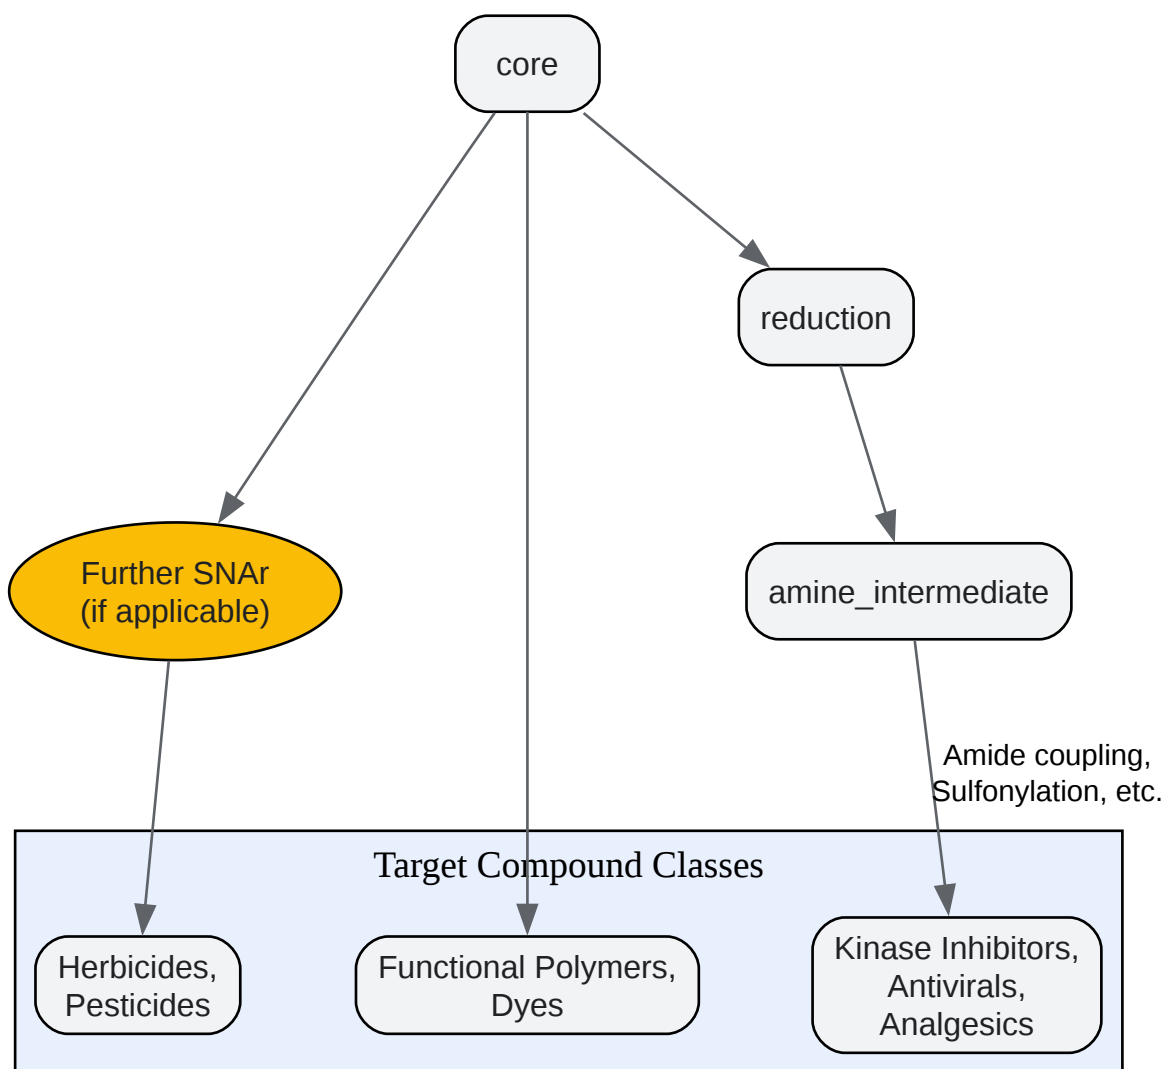 core
reduction
Further SNAr
(if applicable)
amine_intermediate
Amide coupling,
Sulfonylation, etc.
Target Compound Classes
Herbicides,
Pesticides
Functional Polymers,
Dyes
Kinase Inhibitors,
Antivirals,
Analgesics